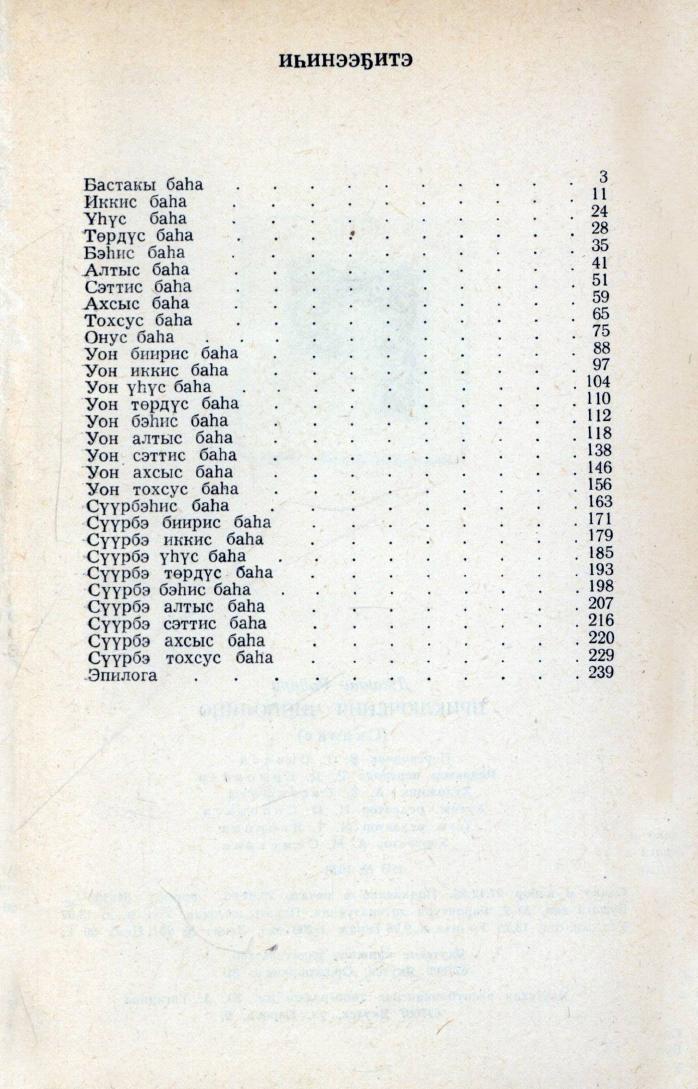 ИҺИНЭЭҔИТЭ
Бастакы баһа . . . . . . . . . . 3
Иккис баһа . . . . . . . . . . 11
Үһүс баһа . . . . . . . . . . 24
Төрдүс баһа . . . . . . . . . . 28
Бэһис баһа . . . . . . . . . . 35
Алтыс баһа . . . . . . . . . . 41
Сэттис баһа . . . . . . . . . . 51
Ахсыс баһа . . . . . . . . . . 59
Тохсус баһа . . . . . . . . . . 65
Онус баһа . . . . . . . . . . 75
Уон биирис баһа . . . . . . . . . 88
Уон иккис баһа . . . . . . . . . 97
Уон үһүс баһа . . . . . . . . . 104
Уон төрдүс баһа . . . . . . . . . 110
Уон бэһис баһа . . . . . . . . . 112
Уон алтыс баһа . . . . . . . . . 118
Уон сэттис баһа . . . . . . . . . 138
Уон ахсыс баһа . . . . . . . . . 146
Уон тохсус баһа . . . . . . . . . 156
Сүүрбэһис баһа . . . . . . . . . 163
Сүүрбэ биирис баһа . . . . . . . . 171
Сүүрбэ иккис баһа . . . . . . . . 179
Сүүрбэ үһүс баһа . . . . . . . . 185
Сүүрбэ төрдүс баһа . . . . . . . . 193
Сүүрбэ бэһис баһа . . . . . . . . 198
Сүүрбэ алтыс баһа . . . . . . . . 207
Сүүрбэ сэттис баһа . . . . . . . . 216
Сүүрбэ ахсыс баһа . . . . . . . . 220
Сүүрбэ тохсус баһа . . . . . . . . 229
Эпилога . . . . . . . . . . 239